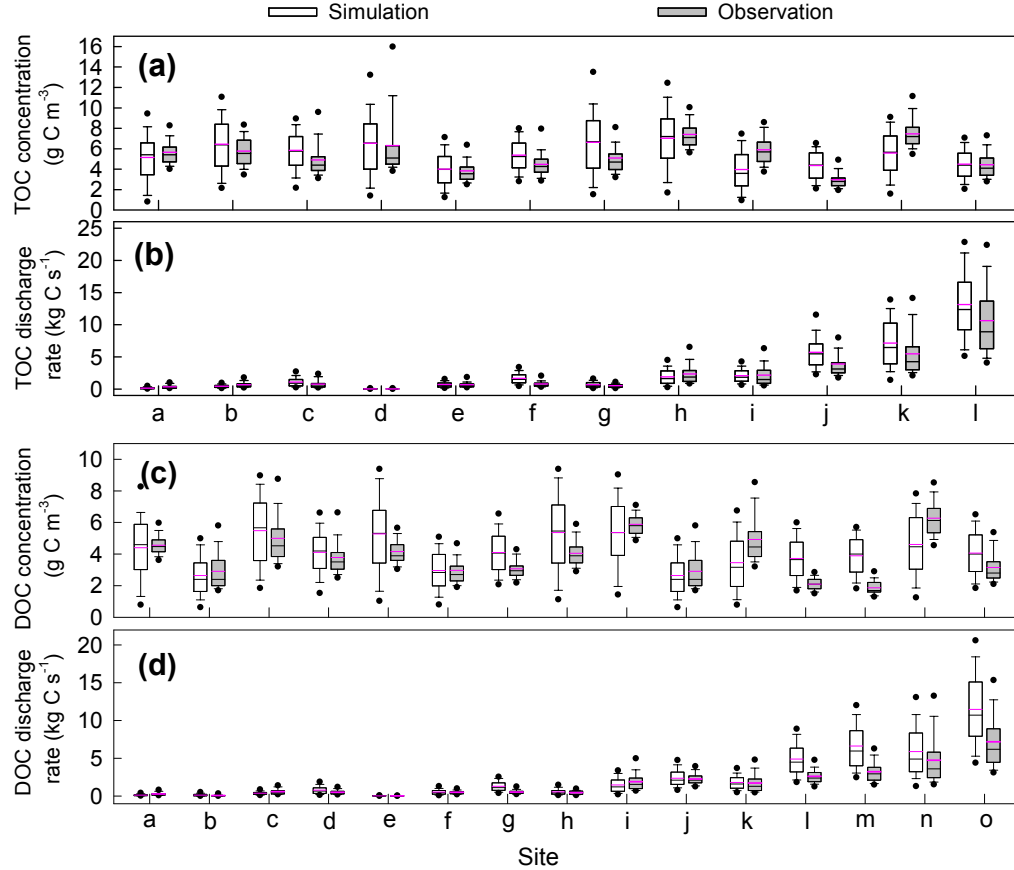 Simulation Observation
(a)
TOC concentration
(g C m-3)
16
14
12
10
8
6
4
2
0
(b)
TOC discharge
rate (kg C s-1)
25
20
15
10
5
0
a b c d e f g h i j k l
(c)
DOC concentration
(g C m-3)
10
8
6
4
2
0
(d)
DOC discharge
rate (kg C s-1)
20
15
10
5
0
a b c d e f g h i j k l m n o
Site